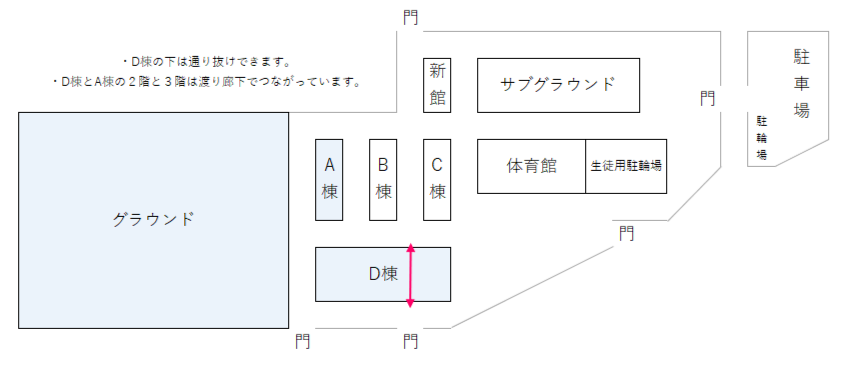 門
・D棟の下は通り抜けできます。
・D棟とA棟の２階と３階は渡り廊下でつながっています。
新館
サブグラウンド
駐車場
門
駐輪場
A棟
B棟
C棟
体育館
生徒用駐輪場
グラウンド
門
D棟
門
門